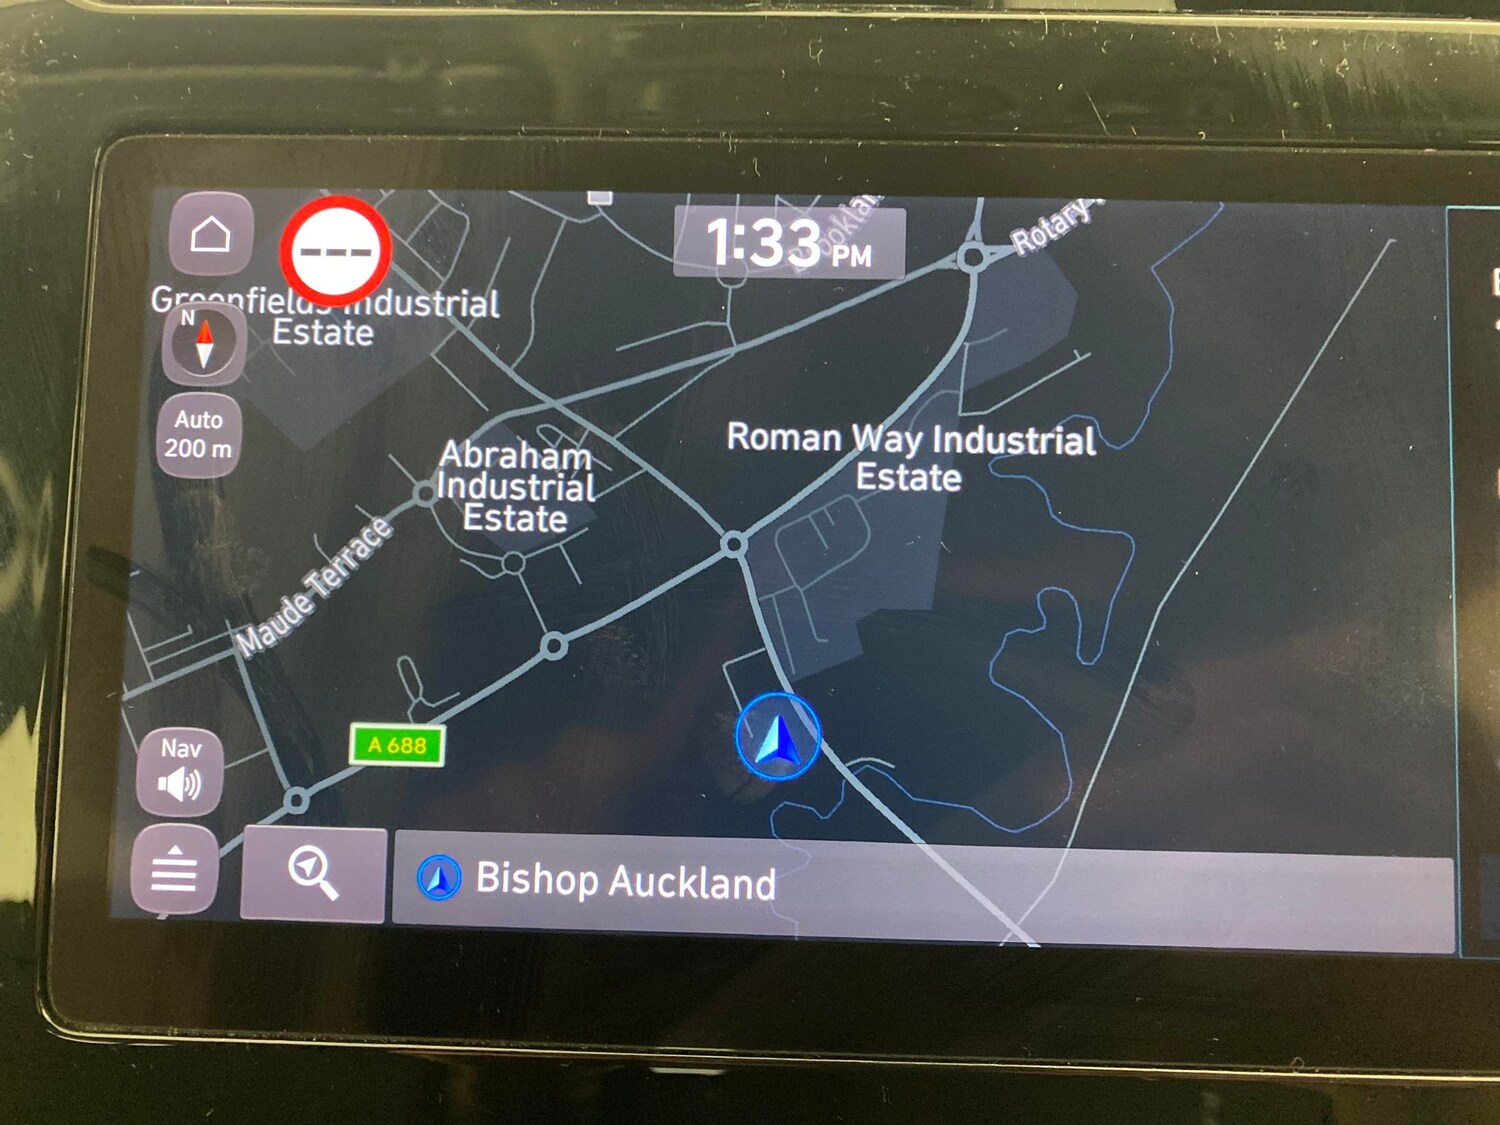 1:33 PM
Rotary
Greenfields Industrial
Estate
N
Auto
200 m
Roman Way Industrial
Estate
Abraham
Industrial
Estate
Maude Terrace
A 688
Nav
Bishop Auckland